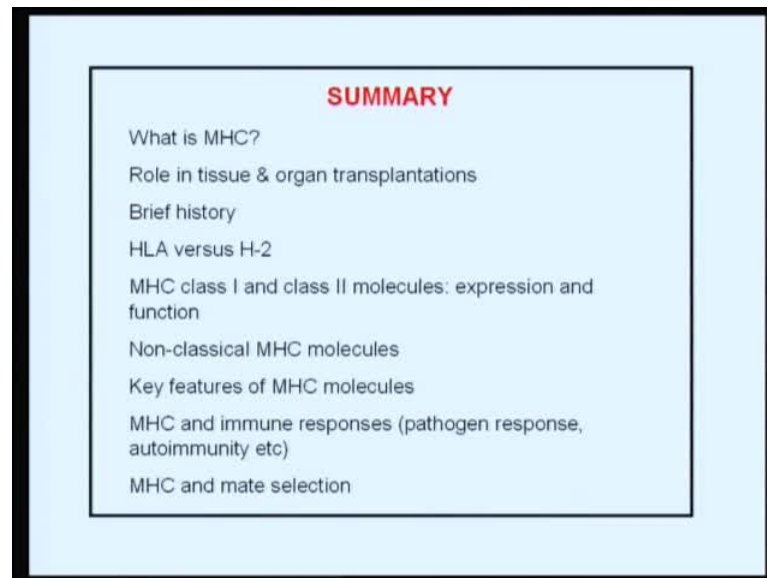 SUMMARY
What is MHC?
Role in tissue & organ transplantations
Brief history
HLA versus H-2
MHC class I and class II molecules: expression and
function
Non-classical MHC molecules
Key features of MHC molecules
MHC and immune responses (pathogen response,
autoimmunity etc)
MHC and mate selection